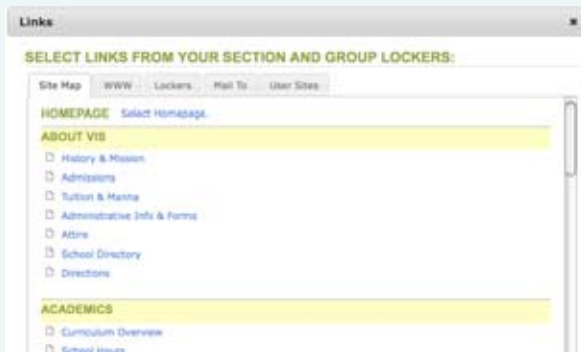 Links
SELECT LINKS FROM YOUR SECTION AND GROUP LOCKERS:
Site Map WWW Lockers Mail To User Sites
HOMEPAGE Select Homepage.
ABOUT VIS
History & Mission
Admissions
Tuition & Manna
Administrative Info & Forms
Attire
School Directory
Directions
ACADEMICS
Curriculum Overview
School Hours